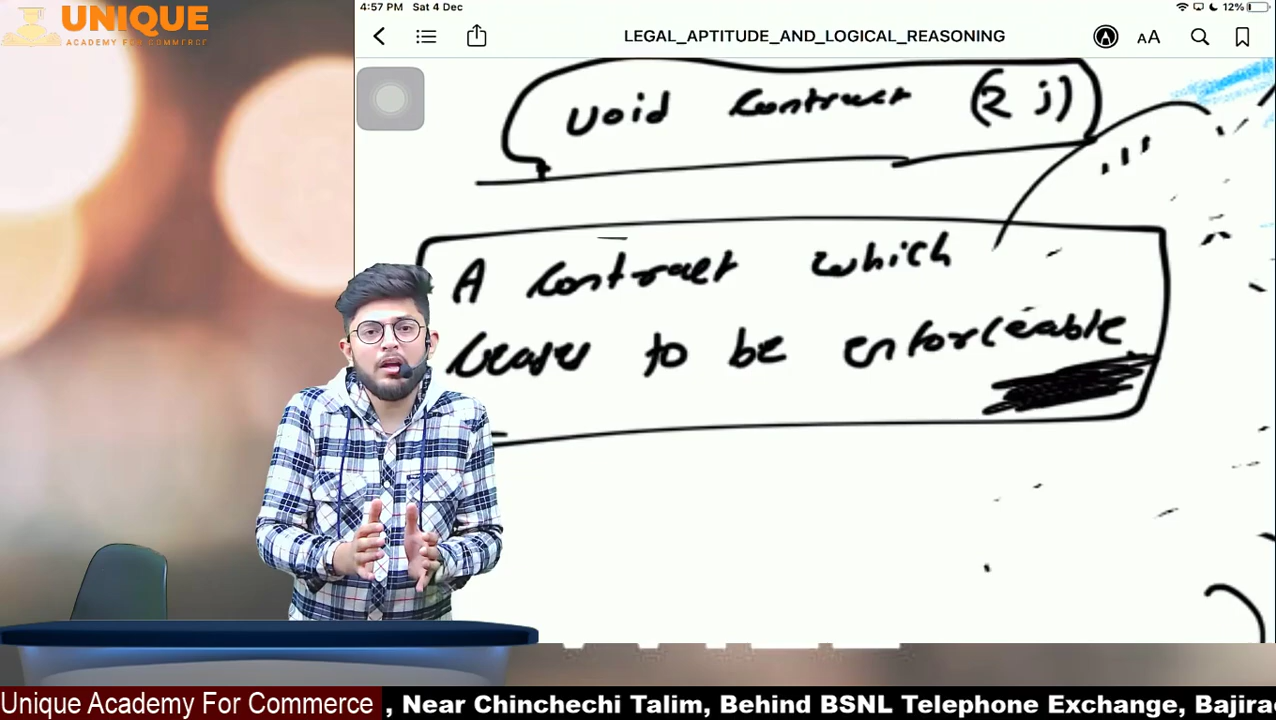 UNIQUE
ACADEMY FOR COMMERCE
4:57 PM Sat 4 Dec
12%
LEGAL_APTITUDE_AND_LOGICAL_REASONING
AA
void contract (2 j)
A contract which
ceases to be enforceable
Unique Academy For Commerce , Near Chinchechi Talim, Behind BSNL Telephone Exchange, Bajira